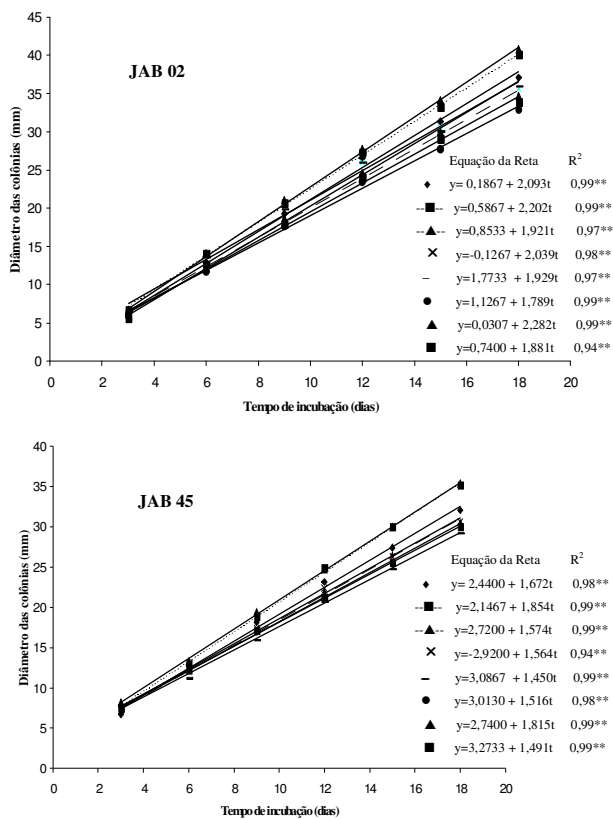 45
40
35
30
25
20
15
10
5
0
Diâmetro das colônias (mm)
JAB 02
Equação da Reta R²
y= 0,1867 + 2,093t 0,99**
y=0,5867 + 2,202t 0,99**
y=0,8533 + 1,921t 0,97**
y=-0,1267 + 2,039t 0,98**
y=1,7733 + 1,929t 0,97**
y=1,1267 + 1,789t 0,99**
y=0,0307 + 2,282t 0,99**
y=0,7400 + 1,881t 0,94**
0 2 4 6 8 10 12 14 16 18 20
Tempo de incubação (dias)
40
35
30
25
20
15
10
5
0
Diâmetro das colônias (mm)
JAB 45
Equação da Reta R²
y= 2,4400 + 1,672t 0,98**
y=2,1467 + 1,854t 0,99**
y=2,7200 + 1,574t 0,99**
y=-2,9200 + 1,564t 0,94**
y=3,0867 + 1,450t 0,99**
y=3,0130 + 1,516t 0,98**
y=2,7400 + 1,815t 0,99**
y=3,2733 + 1,491t 0,99**
0 2 4 6 8 10 12 14 16 18 20
Tempo de incubação (dias)